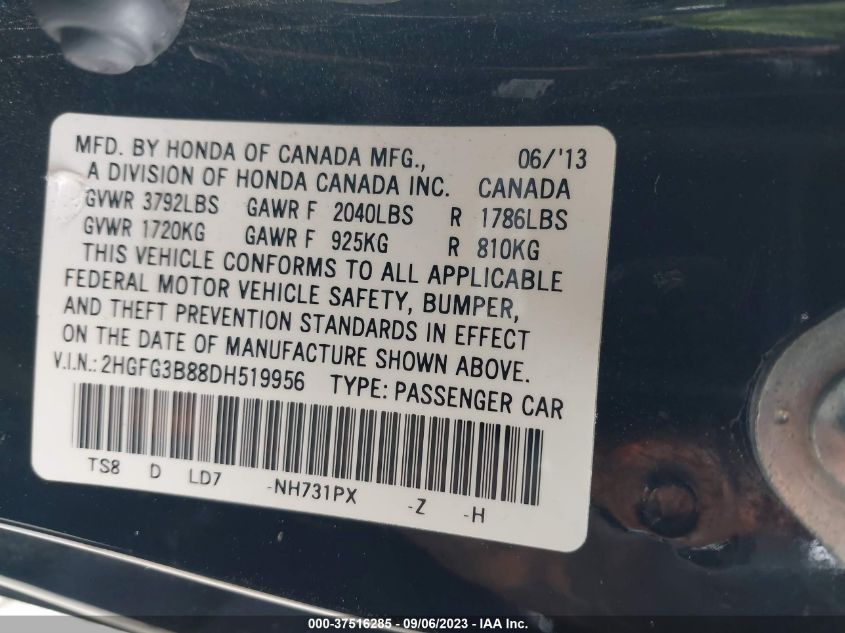 MFD. BY HONDA OF CANADA MFG., 06/'13
A DIVISION OF HONDA CANADA INC. CANADA
GVWR 3792LBS GAWR F 2040LBS R 1786LBS
GVWR 1720KG GAWR F 925KG R 810KG
THIS VEHICLE CONFORMS TO ALL APPLICABLE
FEDERAL MOTOR VEHICLE SAFETY, BUMPER,
AND THEFT PREVENTION STANDARDS IN EFFECT
ON THE DATE OF MANUFACTURE SHOWN ABOVE.
V.I.N.: 2HGFG3B88DH519956 TYPE: PASSENGER CAR
TS8 D LD7 -NH731PX -Z -H
000-37516285 - 09/06/2023 - IAA Inc.